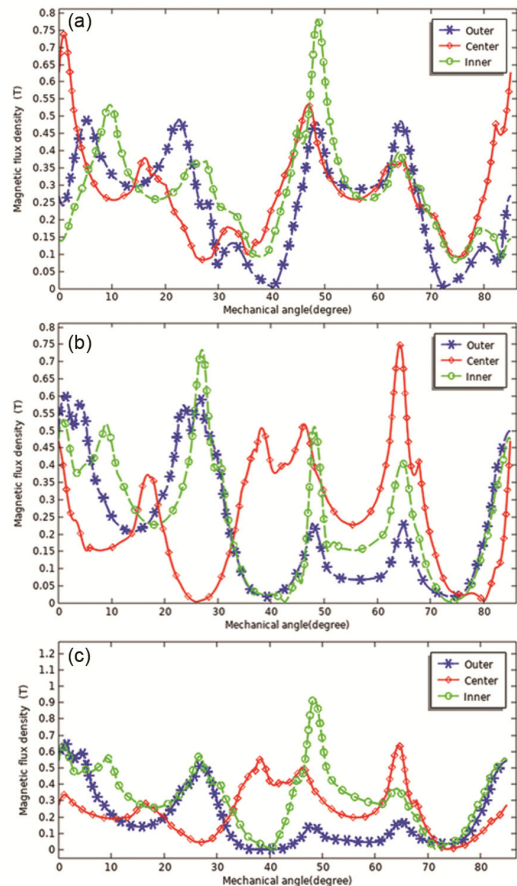 (a)
Outer
Center
Inner
Magnetic flux density (T)
0.8
0.75
0.7
0.65
0.6
0.55
0.5
0.45
0.4
0.35
0.3
0.25
0.2
0.15
0.1
0.05
0
0 10 20 30 40 50 60 70 80
Mechanical angle(degree)
(b)
Outer
Center
Inner
Magnetic flux density (T)
0.8
0.75
0.7
0.65
0.6
0.55
0.5
0.45
0.4
0.35
0.3
0.25
0.2
0.15
0.1
0.05
0
0 10 20 30 40 50 60 70 80
Mechanical angle(degree)
(c)
Outer
Center
Inner
Magnetic flux density (T)
1.2
1.1
1
0.9
0.8
0.7
0.6
0.5
0.4
0.3
0.2
0.1
0
0 10 20 30 40 50 60 70 80
Mechanical angle(degree)